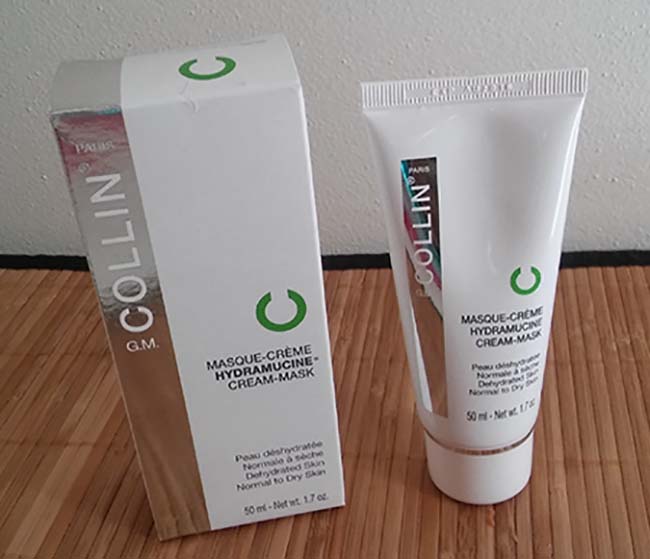 C
PARIS
G.M. COLLIN®
C
MASQUE-CRÈME
HYDRAMUCINE™
CREAM-MASK
Peau déshydratée
Normale à sèche
Dehydrated Skin
Normal to Dry Skin
50 ml - Net wt. 1.7 oz.
PARIS
COLLIN®
C
MASQUE-CRÈME
HYDRAMUCINE
CREAM-MASK
Peau déshydratée
Normale à sèche
Dehydrated Skin
Normal to Dry Skin
50 ml - Net wt. 1.7 oz.